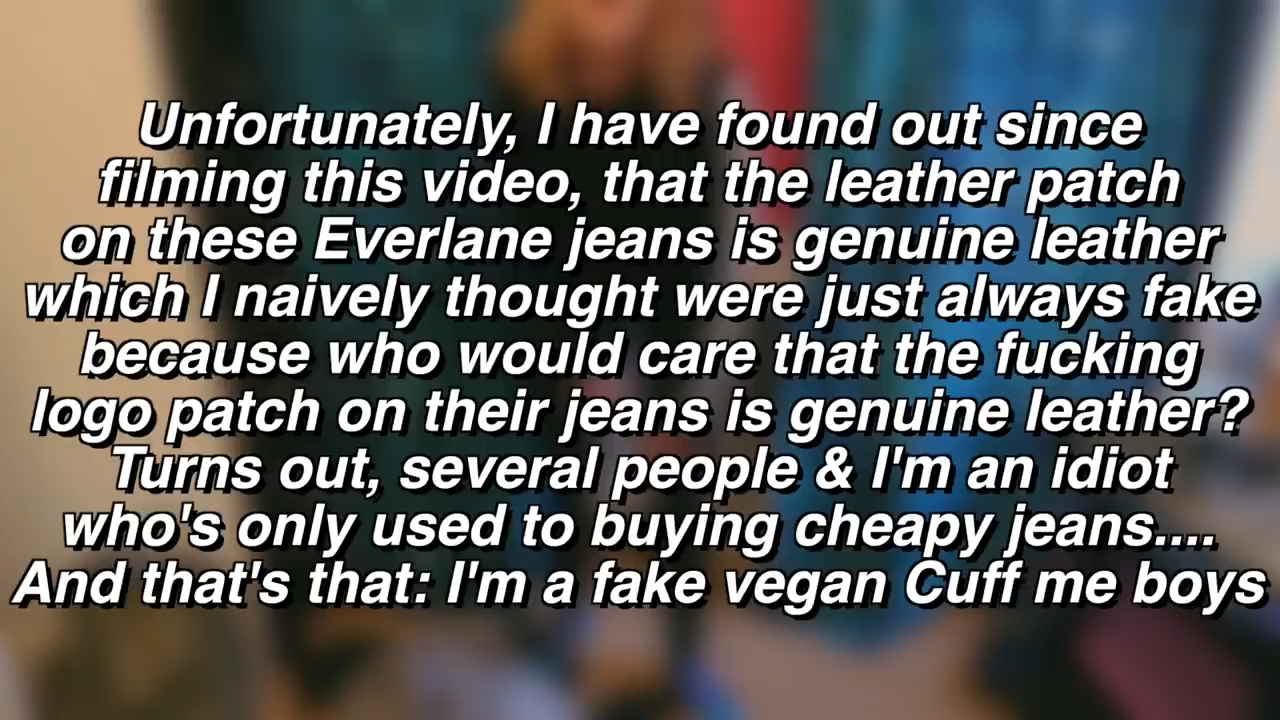 Unfortunately, I have found out since
filming this video, that the leather patch
on these Everlane jeans is genuine leather
which I naively thought were just always fake
because who would care that the fucking
logo patch on their jeans is genuine leather?
Turns out, several people & I'm an idiot
who's only used to buying cheapy jeans....
And that's that: I'm a fake vegan Cuff me boys